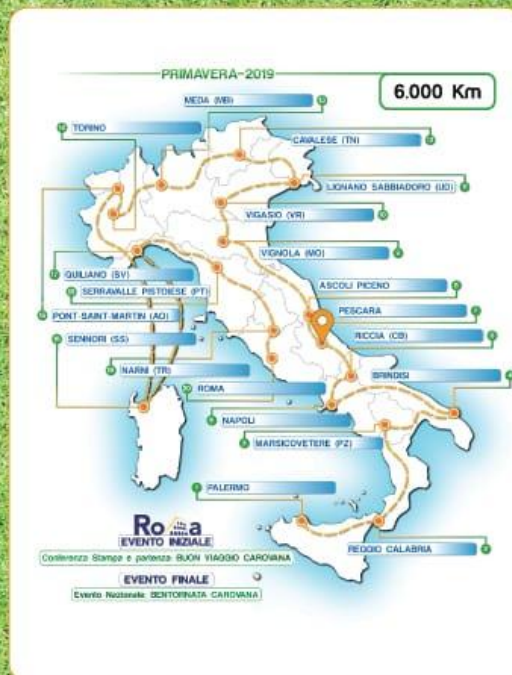 PRIMAVERA-2019
6.000 Km
MEDA (MB)
TORINO
CAVALESE (TN)
LIGNANO SABBIADORO (UD)
VIGASIO (VR)
VIGNOLA (MO)
QUILIANO (SV)
SERRAVALLE PISTOIESE (PT)
ASCOLI PICENO
PONT-SAINT-MARTIN (AO)
PESCARA
SENNORI (SS)
RICCIA (CB)
NARNI (TR)
BRINDISI
ROMA
NAPOLI
MARSICOVETERE (PZ)
PALERMO
REGGIO CALABRIA
EVENTO INIZIALE
Conferenza Stampa e partenza: BUON VIAGGIO CAROVANA
EVENTO FINALE
Evento Nazionale: BENTORNATA CAROVANA